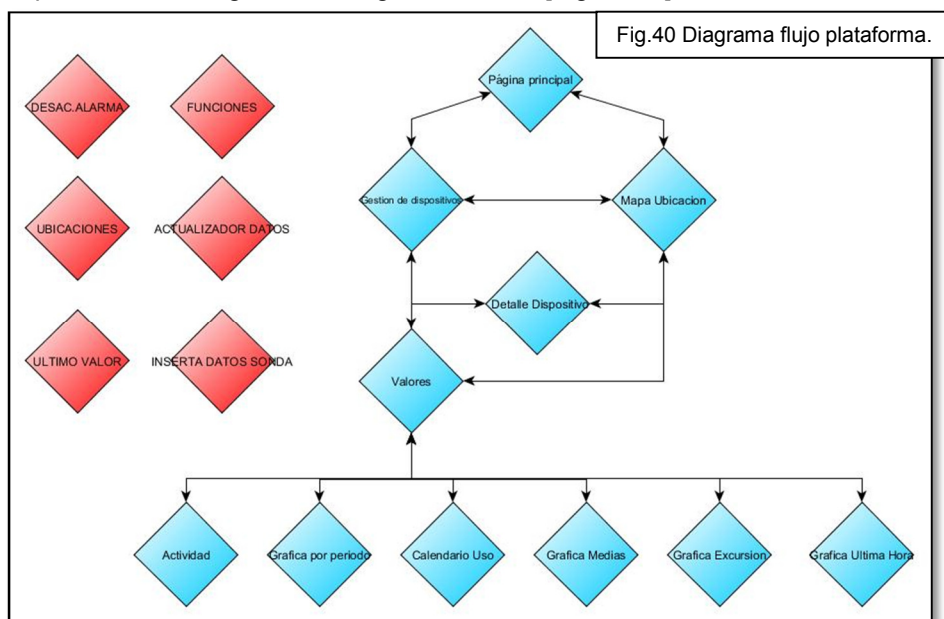 Fig.40 Diagrama flujo plataforma.
Página principal
DESAC.ALARMA
FUNCIONES
Gestion de dispositivos
Mapa Ubicacion
UBICACIONES
ACTUALIZADOR DATOS
Detalle Dispositivo
ULTIMO VALOR
INSERTA DATOS SONDA
Valores
Actividad
Grafica por periodo
Calendario Uso
Grafica Medias
Grafica Excursion
Grafica Ultima Hora